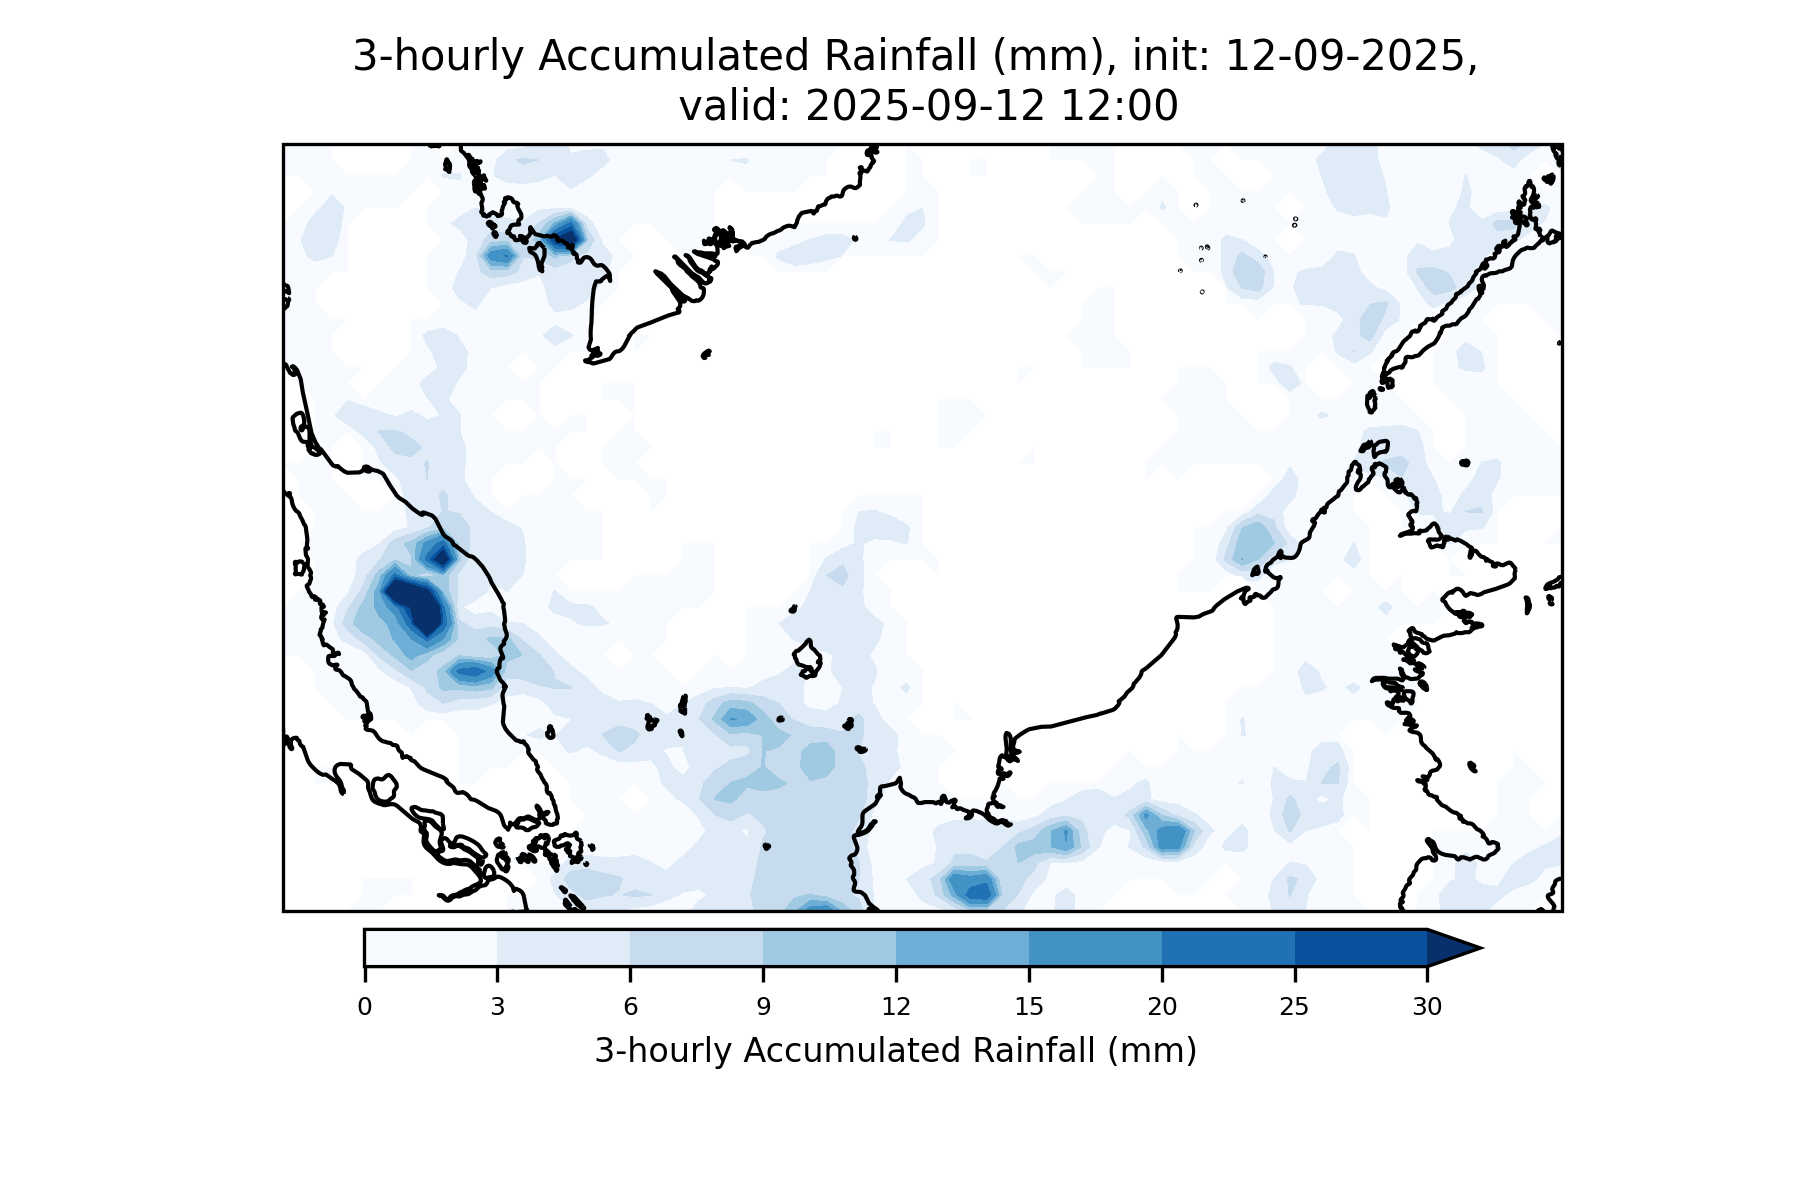 3-hourly Accumulated Rainfall (mm), init: 12-09-2025,
valid: 2025-09-12 12:00
0 3 6 9 12 15 20 25 30
3-hourly Accumulated Rainfall (mm)